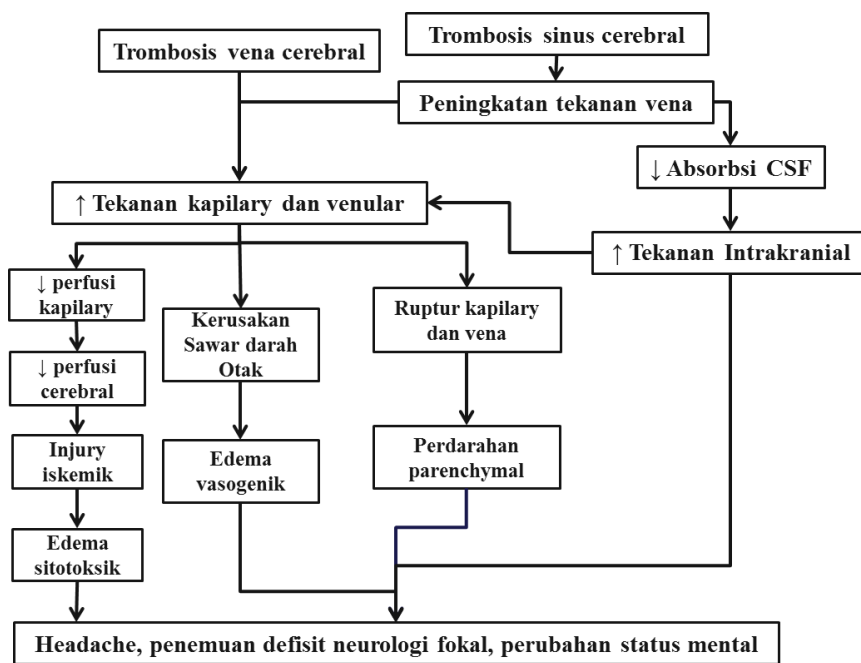 Trombosis vena cerebral
Trombosis sinus cerebral
Peningkatan tekanan vena
↓ Absorbsi CSF
↑ Tekanan kapilary dan venular
↑ Tekanan Intrakranial
↓ perfusi
kapilary
Kerusakan
Sawar darah
Otak
Ruptur kapilary
dan vena
↓ perfusi
cerebral
Injury
iskemik
Edema
vasogenik
Perdarahan
parenchymal
Edema
sitotoksik
Headache, penemuan defisit neurologi fokal, perubahan status mental